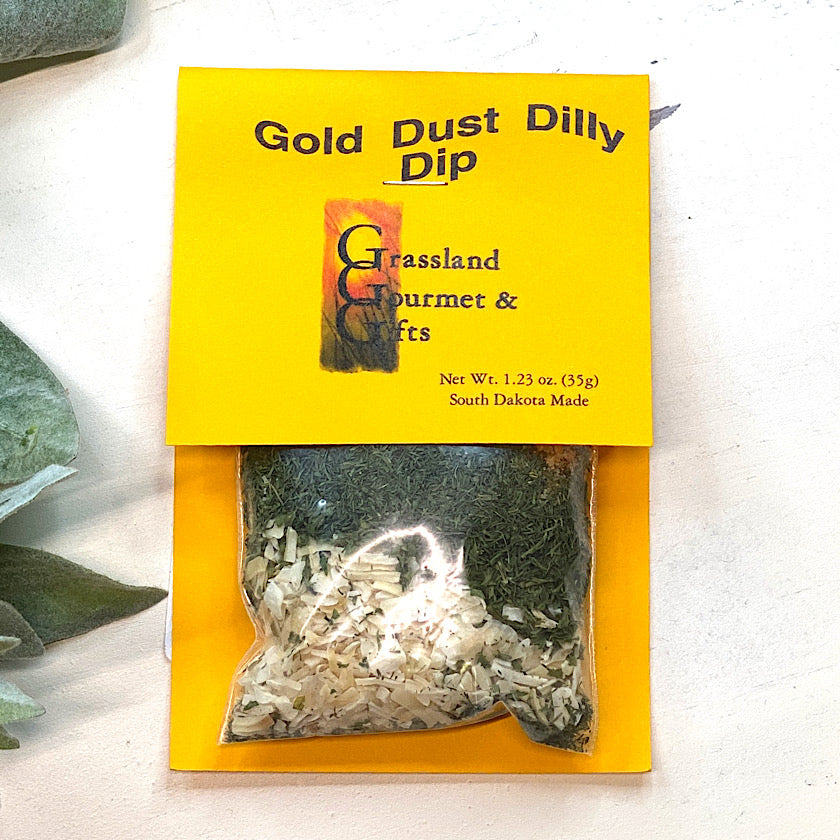 Gold Dust Dilly
Dip
Grassland
Gourmet &
Gifts
Net Wt. 1.23 oz. (35g)
South Dakota Made